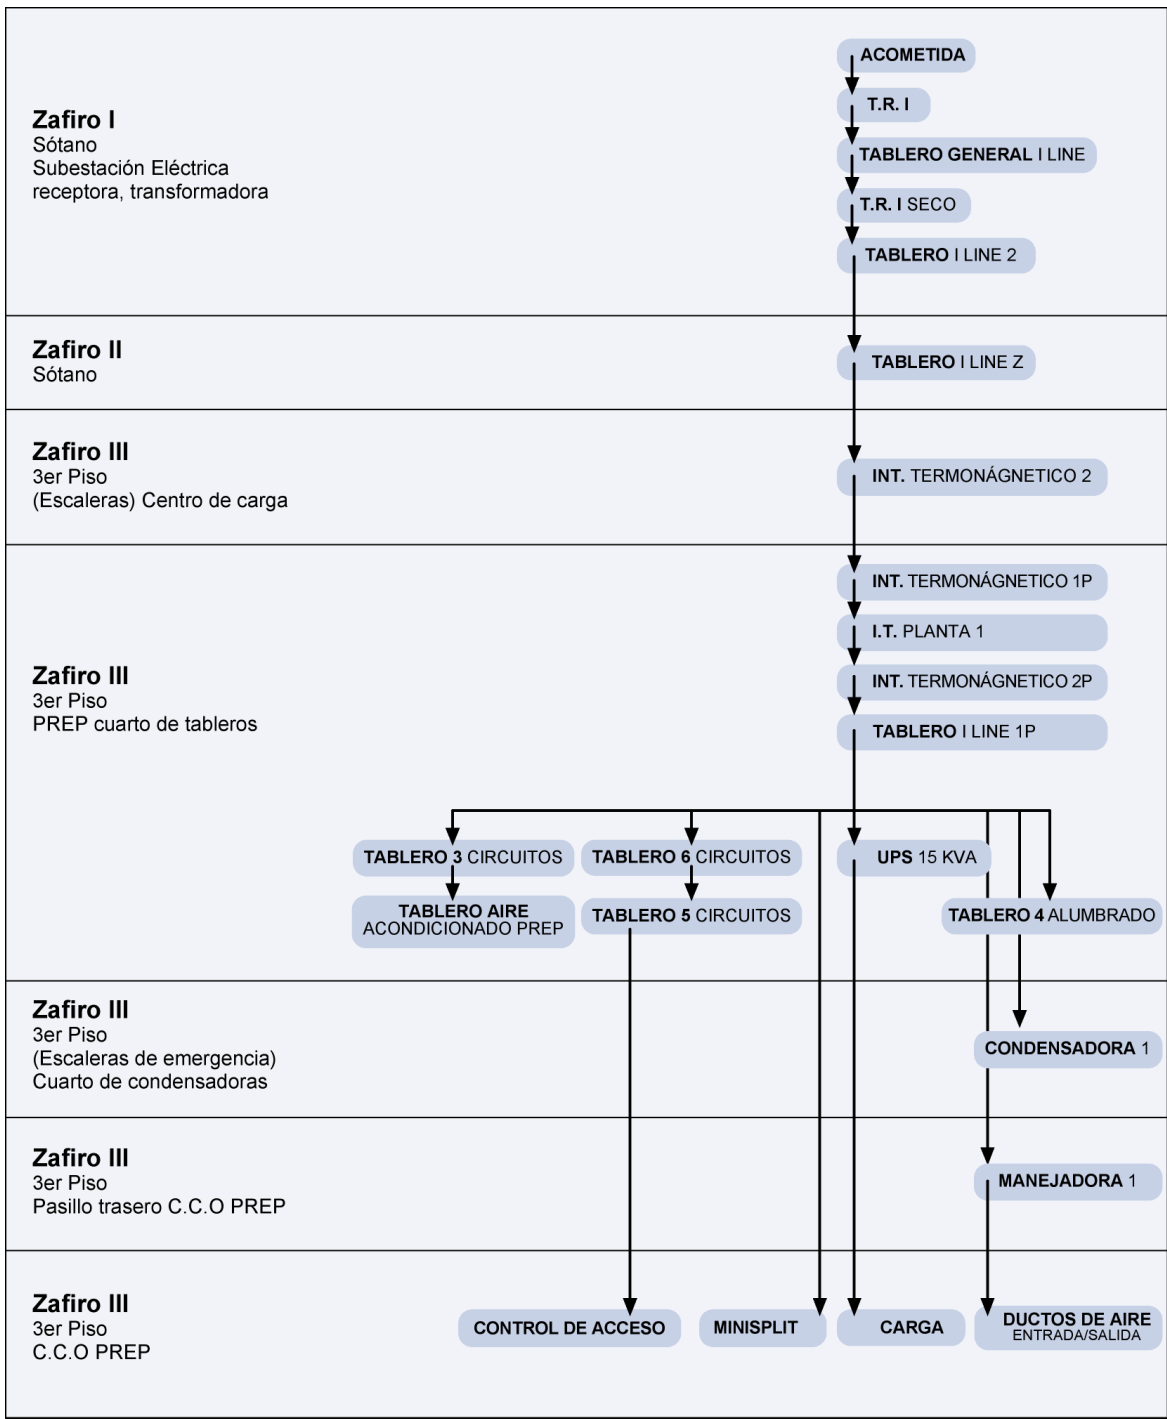 Zafiro I
Sótano
Subestación Eléctrica
receptora, transformadora
ACOMETIDA
T.R. I
TABLERO GENERAL I LINE
T.R. I SECO
TABLERO I LINE 2
Zafiro II
Sótano
TABLERO I LINE Z
Zafiro III
3er Piso
(Escaleras) Centro de carga
INT. TERMONÁGNETICO 2
Zafiro III
3er Piso
PREP cuarto de tableros
INT. TERMONÁGNETICO 1P
I.T. PLANTA 1
INT. TERMONÁGNETICO 2P
TABLERO I LINE 1P
TABLERO 3 CIRCUITOS
TABLERO 6 CIRCUITOS
UPS 15 KVA
TABLERO AIRE
ACONDICIONADO PREP
TABLERO 5 CIRCUITOS
TABLERO 4 ALUMBRADO
Zafiro III
3er Piso
(Escaleras de emergencia)
Cuarto de condensadoras
CONDENSADORA 1
Zafiro III
3er Piso
Pasillo trasero C.C.O PREP
MANEJADORA 1
Zafiro III
3er Piso
C.C.O PREP
CONTROL DE ACCESO
MINISPLIT
CARGA
DUCTOS DE AIRE
ENTRADA/SALIDA